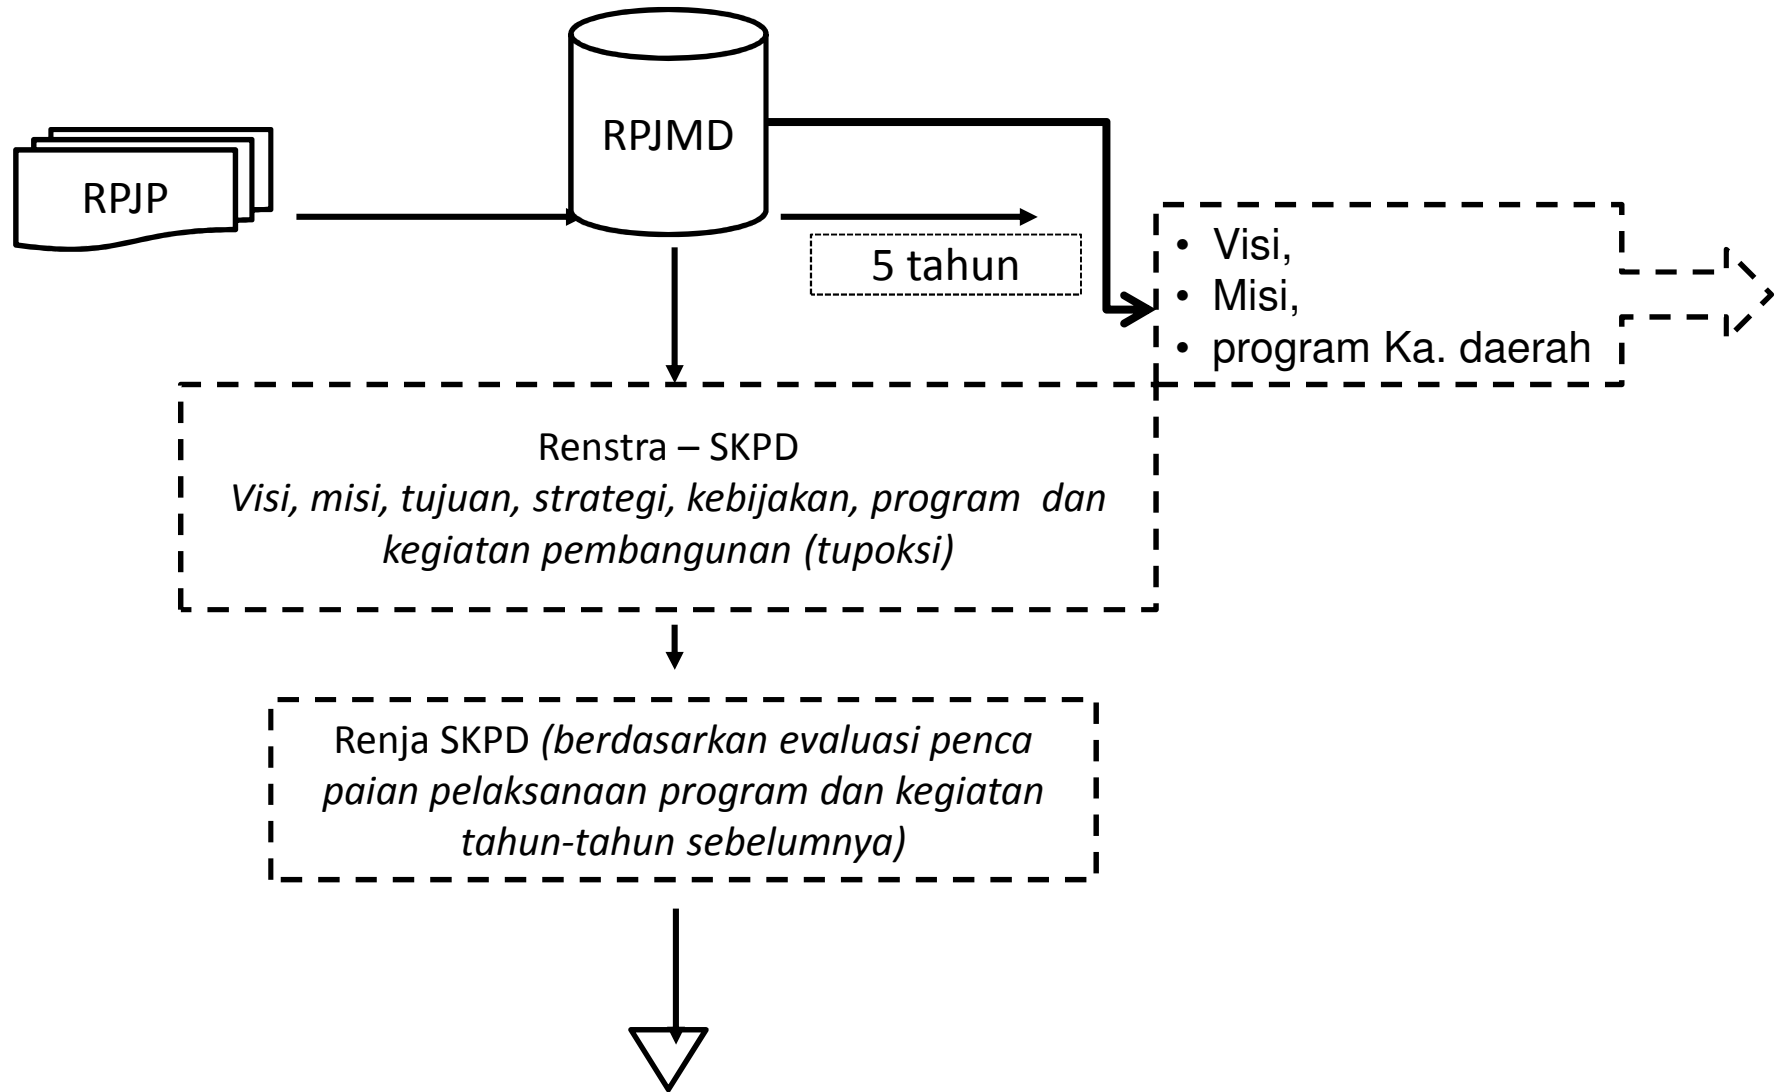 RPJMD
RPJP
5 tahun
• Visi,
• Misi,
• program Ka. daerah
Renstra – SKPD
Visi, misi, tujuan, strategi, kebijakan, program dan
kegiatan pembangunan (tupoksi)
Renja SKPD (berdasarkan evaluasi penca
paian pelaksanaan program dan kegiatan
tahun-tahun sebelumnya)